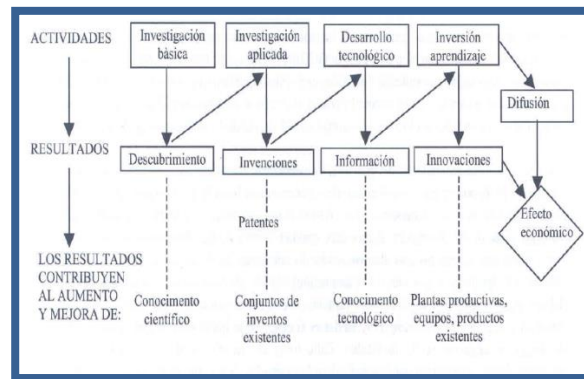 ACTIVIDADES
Investigación
básica
Investigación
aplicada
Desarrollo
tecnológico
Inversión
aprendizaje
Difusión
RESULTADOS
Descubrimiento
Invenciones
Información
Innovaciones
Patentes
Efecto
económico
LOS RESULTADOS
CONTRIBUYEN
AL AUMENTO
Y MEJORA DE:
Conocimiento
científico
Conjuntos de
inventos
existentes
Conocimento
tecnológico
Plantas productivas,
equipos, productos
existentes